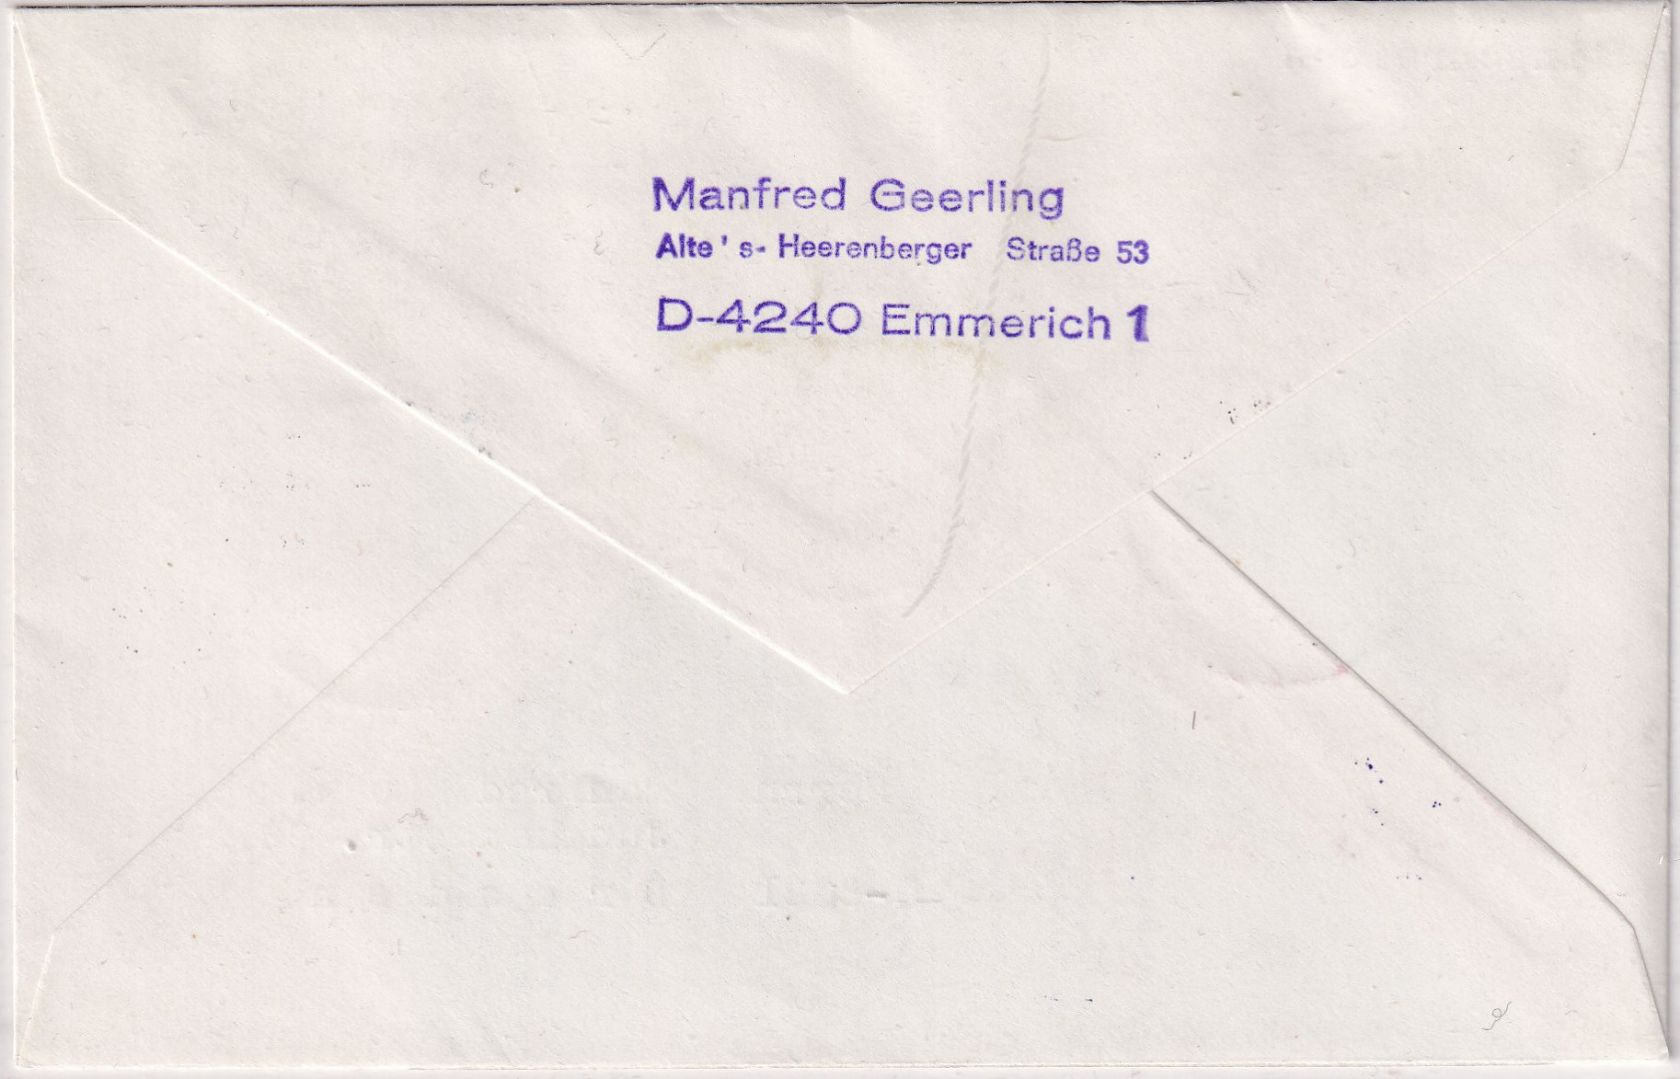 Manfred Geerling
Alte ' s- Heerenberger Straße 53
D-4240 Emmerich 1